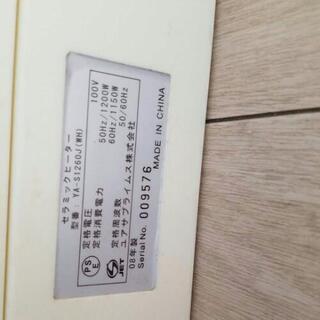 セラミックヒーター
型番: YA-S1260J(WH)
定格電圧 100V
定格消費電力 50Hz/1200W
60Hz/1150W
定格周波数 50/60Hz
ユアサプライムス株式会社
08年製 MADE IN CHINA
Serial No. 009576
PS
E
S
JET